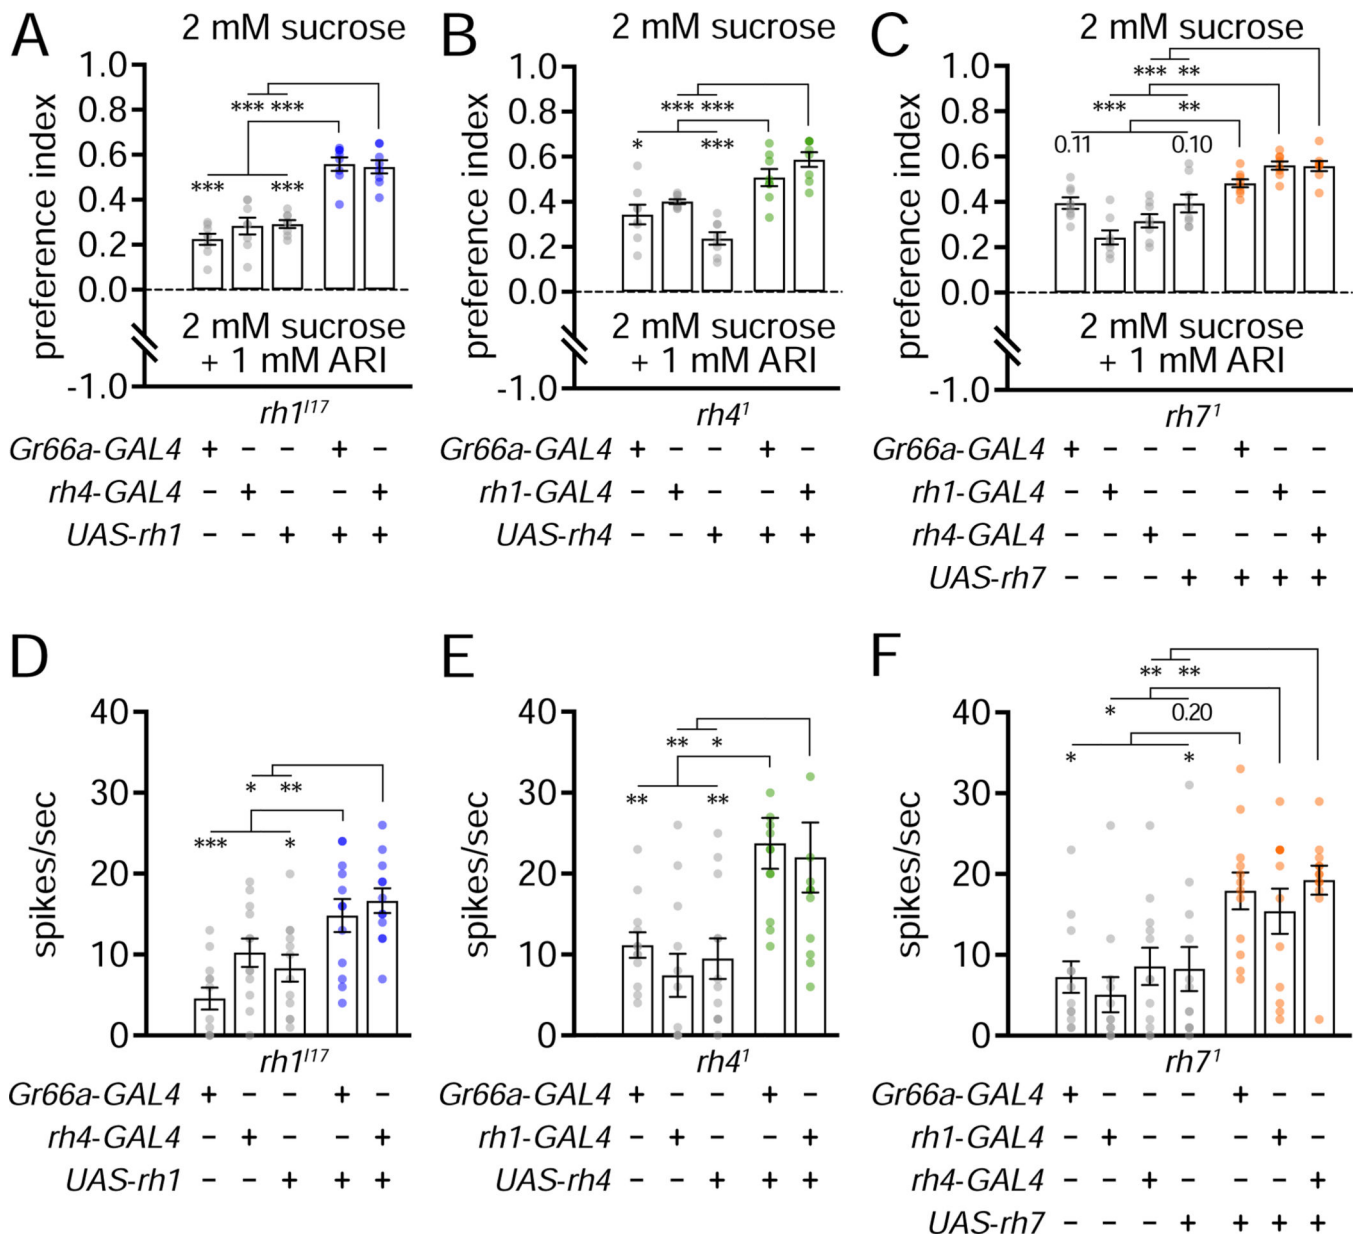 A
2 mM sucrose
preference index
1.0
0.8
0.6
0.4
0.2
0.0
-1.0
*** ***
*** ***
2 mM sucrose
+ 1 mM ARI
rh1^I17
Gr66a-GAL4 + – – + –
rh4-GAL4 – + – – +
UAS-rh1 – – + + +
B
2 mM sucrose
preference index
1.0
0.8
0.6
0.4
0.2
0.0
-1.0
*** ***
* ***
2 mM sucrose
+ 1 mM ARI
rh4^1
Gr66a-GAL4 + – – + –
rh1-GAL4 – + – – +
UAS-rh4 – – + + +
C
2 mM sucrose
preference index
1.0
0.8
0.6
0.4
0.2
0.0
-1.0
*** **
*** **
0.11 0.10
2 mM sucrose
+ 1 mM ARI
rh7^1
Gr66a-GAL4 + – – – + – –
rh1-GAL4 – + – – – + –
rh4-GAL4 – – + – – – +
UAS-rh7 – – – + + + +
D
spikes/sec
40
30
20
10
0
* **
*** *
rh1^I17
Gr66a-GAL4 + – – + –
rh4-GAL4 – + – – +
UAS-rh1 – – + + +
E
spikes/sec
40
30
20
10
0
** *
** **
rh4^1
Gr66a-GAL4 + – – + –
rh1-GAL4 – + – – +
UAS-rh4 – – + + +
F
spikes/sec
40
30
20
10
0
** **
* 0.20
* *
rh7^1
Gr66a-GAL4 + – – – + – –
rh1-GAL4 – + – – – + –
rh4-GAL4 – – + – – – +
UAS-rh7 – – – + + + +